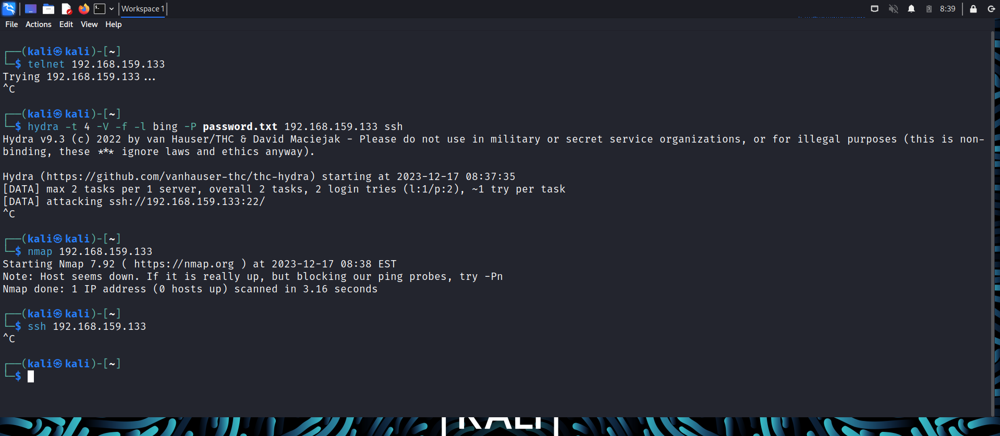 Workspace 1
8:39
File Actions Edit View Help
(kali㉿kali)-[~]
$ telnet 192.168.159.133
Trying 192.168.159.133...
^C
(kali㉿kali)-[~]
$ hydra -t 4 -V -f -l bing -P password.txt 192.168.159.133 ssh
Hydra v9.3 (c) 2022 by van Hauser/THC & David Maciejak - Please do not use in military or secret service organizations, or for illegal purposes (this is non-
binding, these *** ignore laws and ethics anyway).
Hydra (https://github.com/vanhauser-thc/thc-hydra) starting at 2023-12-17 08:37:35
[DATA] max 2 tasks per 1 server, overall 2 tasks, 2 login tries (l:1/p:2), ~1 try per task
[DATA] attacking ssh://192.168.159.133:22/
^C
(kali㉿kali)-[~]
$ nmap 192.168.159.133
Starting Nmap 7.92 ( https://nmap.org ) at 2023-12-17 08:38 EST
Note: Host seems down. If it is really up, but blocking our ping probes, try -Pn
Nmap done: 1 IP address (0 hosts up) scanned in 3.16 seconds
(kali㉿kali)-[~]
$ ssh 192.168.159.133
^C
(kali㉿kali)-[~]
$
KALI